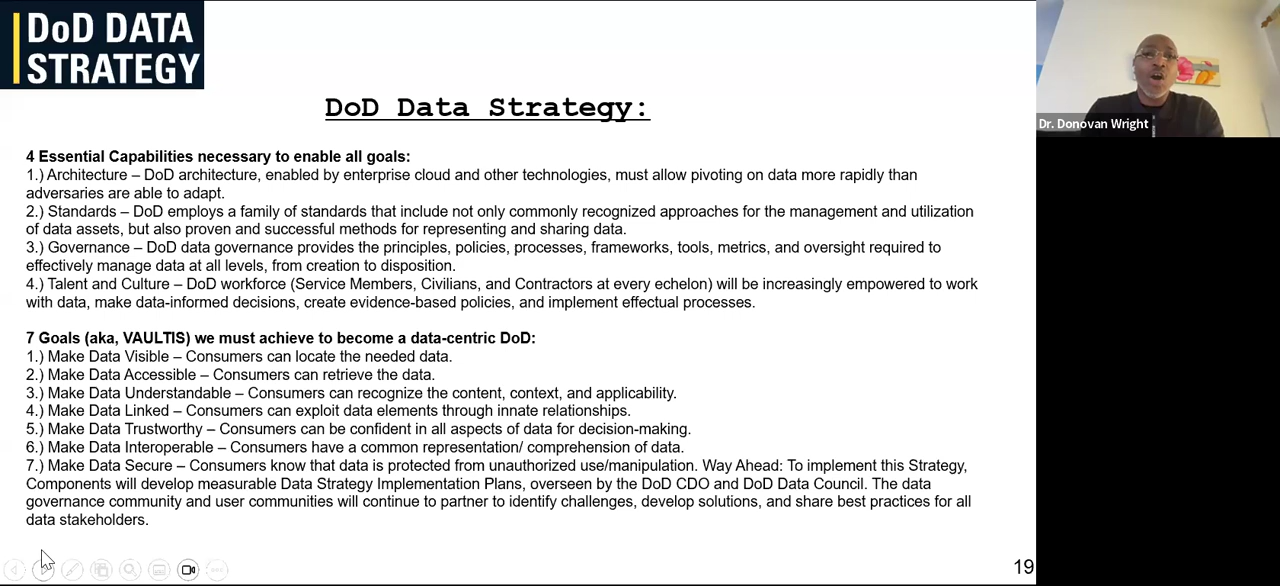 DoD DATA
STRATEGY
DoD Data Strategy:
Dr. Donovan Wright
4 Essential Capabilities necessary to enable all goals:
1.) Architecture – DoD architecture, enabled by enterprise cloud and other technologies, must allow pivoting on data more rapidly than
adversaries are able to adapt.
2.) Standards – DoD employs a family of standards that include not only commonly recognized approaches for the management and utilization
of data assets, but also proven and successful methods for representing and sharing data.
3.) Governance – DoD data governance provides the principles, policies, processes, frameworks, tools, metrics, and oversight required to
effectively manage data at all levels, from creation to disposition.
4.) Talent and Culture – DoD workforce (Service Members, Civilians, and Contractors at every echelon) will be increasingly empowered to work
with data, make data-informed decisions, create evidence-based policies, and implement effectual processes.
7 Goals (aka, VAULTIS) we must achieve to become a data-centric DoD:
1.) Make Data Visible – Consumers can locate the needed data.
2.) Make Data Accessible – Consumers can retrieve the data.
3.) Make Data Understandable – Consumers can recognize the content, context, and applicability.
4.) Make Data Linked – Consumers can exploit data elements through innate relationships.
5.) Make Data Trustworthy – Consumers can be confident in all aspects of data for decision-making.
6.) Make Data Interoperable – Consumers have a common representation/ comprehension of data.
7.) Make Data Secure – Consumers know that data is protected from unauthorized use/manipulation. Way Ahead: To implement this Strategy,
Components will develop measurable Data Strategy Implementation Plans, overseen by the DoD CDO and DoD Data Council. The data
governance community and user communities will continue to partner to identify challenges, develop solutions, and share best practices for all
data stakeholders.
19